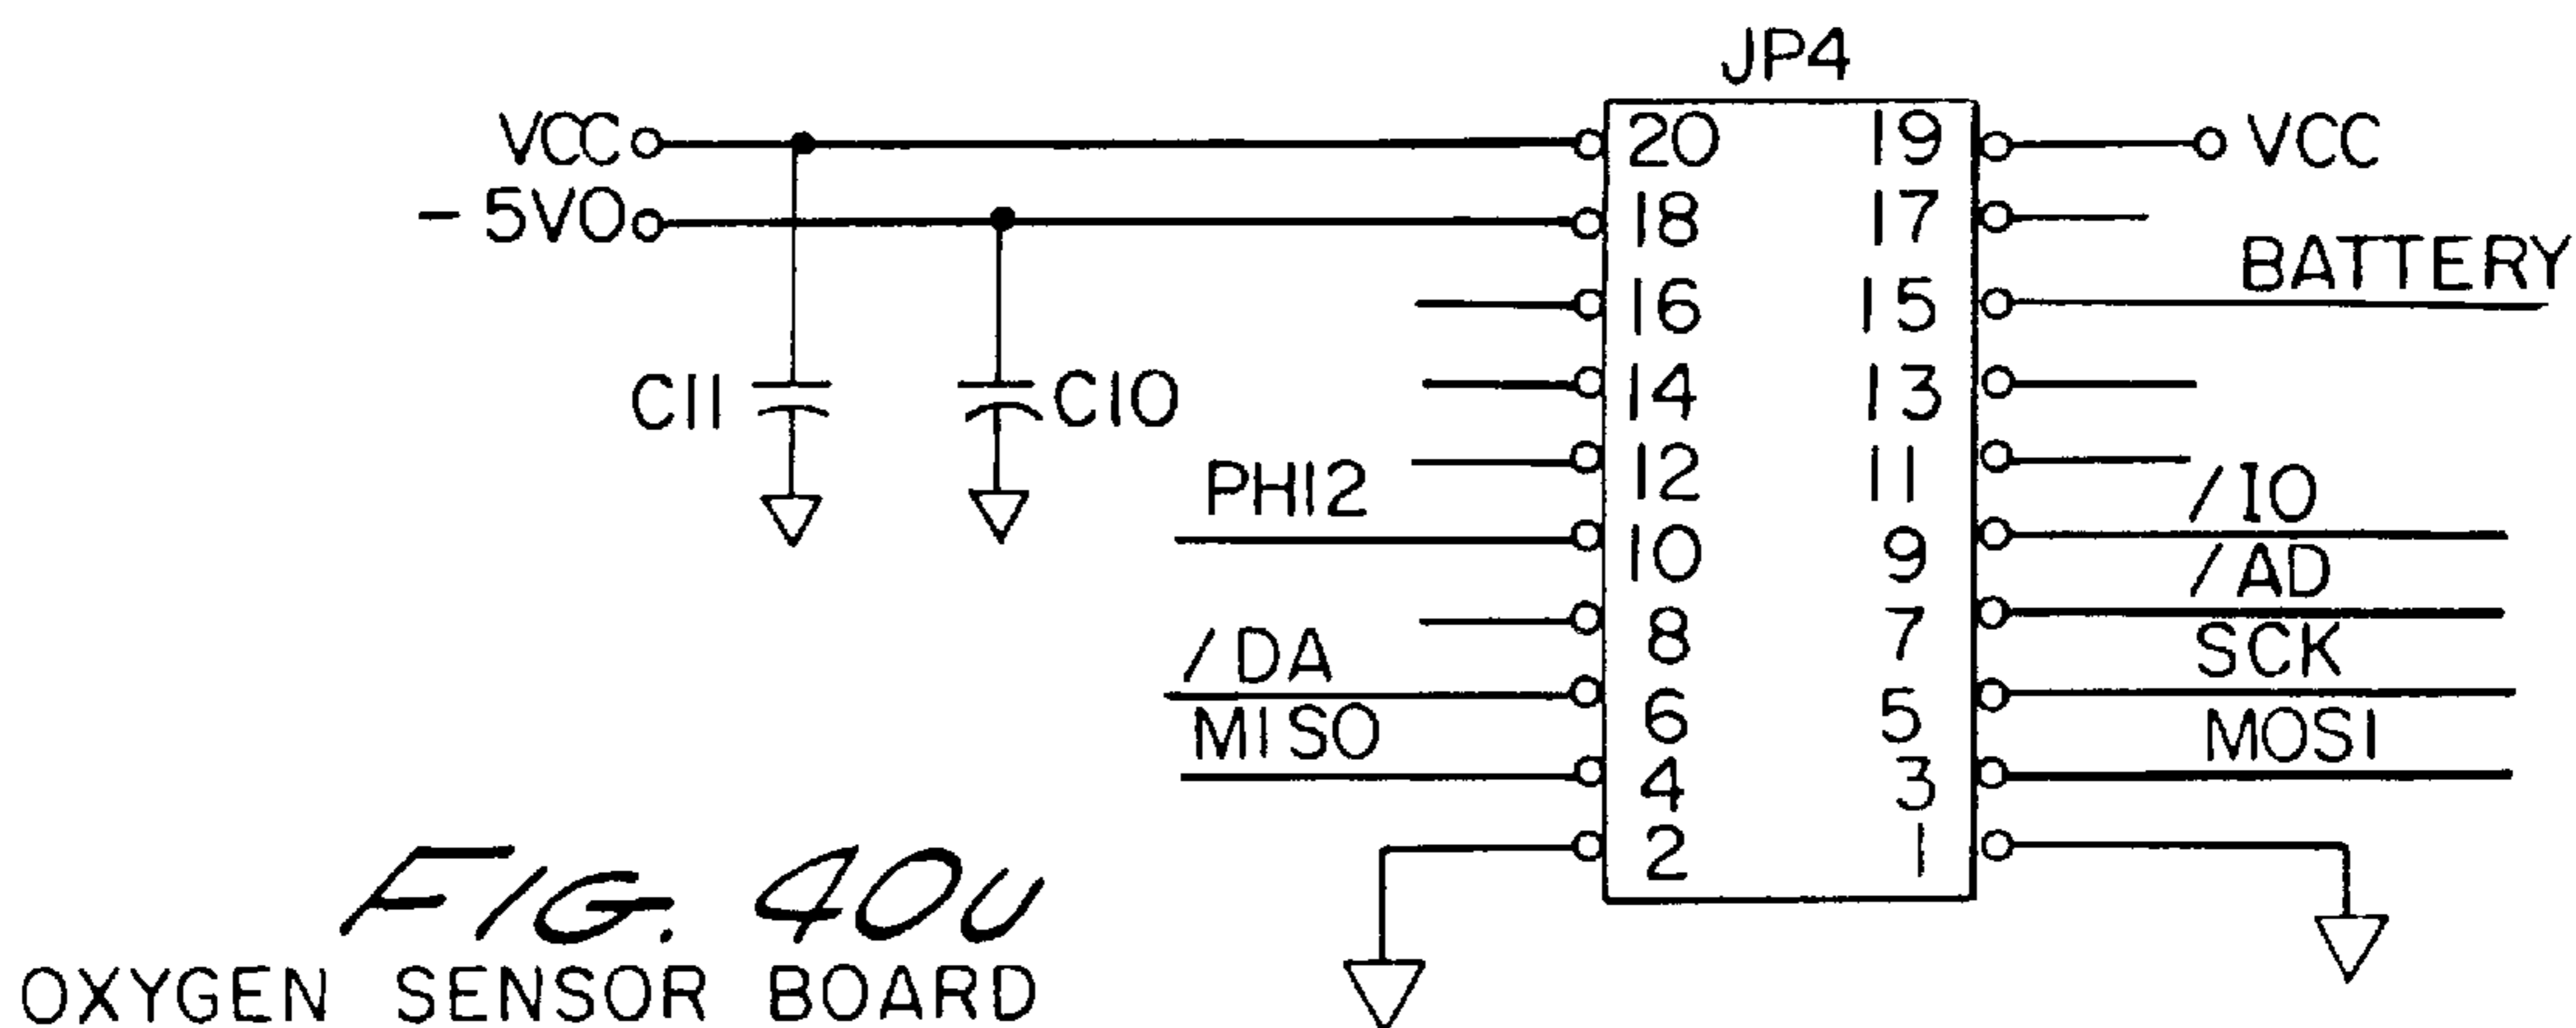 JP4
VCC 20 19 VCC
- 5V0 18 17
16 15 BATTERY
C11 C10 14 13
12 11
PHI2 10 9 /IO
8 7 /AD
/DA 6 5 SCK
MISO 4 3 MOSI
2 1
FIG. 40U
OXYGEN SENSOR BOARD